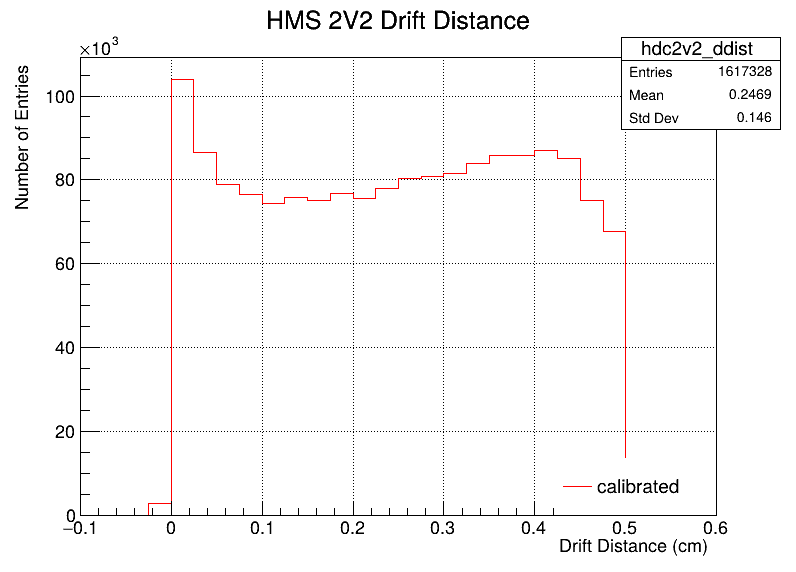 HMS 2V2 Drift Distance
×10³
hdc2v2_ddist
Entries 1617328
Mean 0.2469
Std Dev 0.146
Number of Entries
100
80
60
40
20
0
−0.1 0 0.1 0.2 0.3 0.4 0.5 0.6
calibrated
Drift Distance (cm)